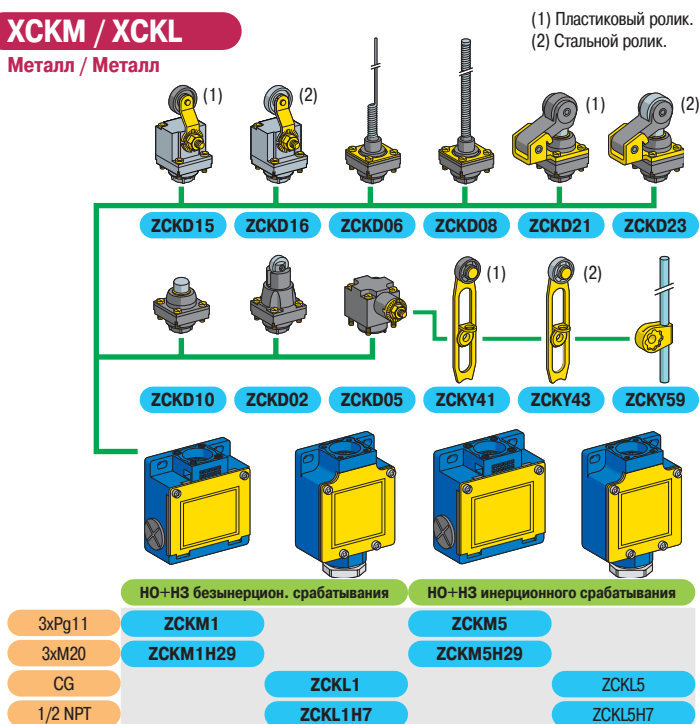 XCKM / XCKL
Металл / Металл
(1) Пластиковый ролик.
(2) Стальной ролик.
(1) (2) (1) (2)
ZCKD15 ZCKD16 ZCKD06 ZCKD08 ZCKD21 ZCKD23
(1) (2)
ZCKD10 ZCKD02 ZCKD05 ZCKY41 ZCKY43 ZCKY59
НО+НЗ безынерцион. срабатывания НО+НЗ инерционного срабатывания
3xPg11 ZCKM1 ZCKM5
3xM20 ZCKM1H29 ZCKM5H29
CG ZCKL1 ZCKL5
1/2 NPT ZCKL1H7 ZCKL5H7